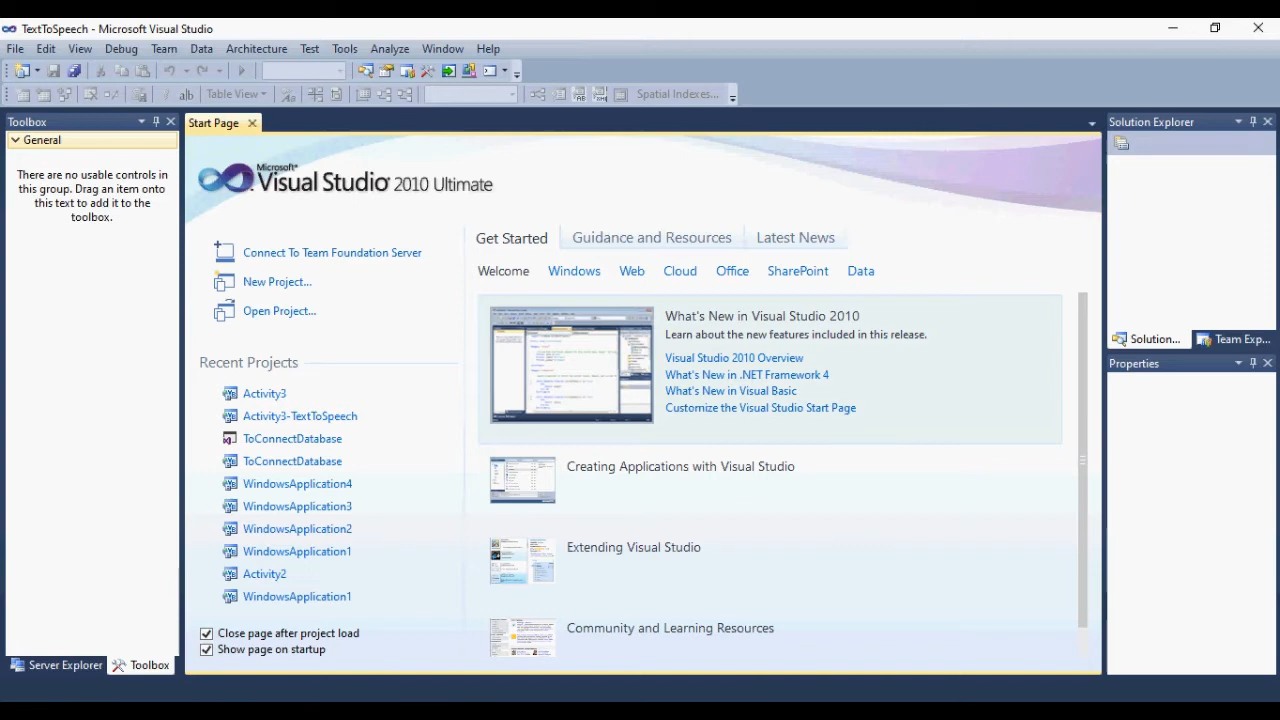 TextToSpeech - Microsoft Visual Studio
File Edit View Debug Team Data Architecture Test Tools Analyze Window Help
Table View
Spatial Indexes...
Toolbox
General
There are no usable controls in
this group. Drag an item onto
this text to add it to the
toolbox.
Server Explorer
Toolbox
Start Page
Microsoft®
Visual Studio 2010 Ultimate
Connect To Team Foundation Server
New Project...
Open Project...
Recent Projects
Activity3
Activity3-TextToSpeech
ToConnectDatabase
ToConnectDatabase
WindowsApplication4
WindowsApplication3
WindowsApplication2
WindowsApplication1
Activity2
WindowsApplication1
Close page after project load
Show page on startup
Get Started Guidance and Resources Latest News
Welcome Windows Web Cloud Office SharePoint Data
What's New in Visual Studio 2010
Learn about the new features included in this release.
Visual Studio 2010 Overview
What's New in .NET Framework 4
What's New in Visual Basic
Customize the Visual Studio Start Page
Creating Applications with Visual Studio
Extending Visual Studio
Community and Learning Resources
Solution Explorer
Solution...
Team Exp...
Properties